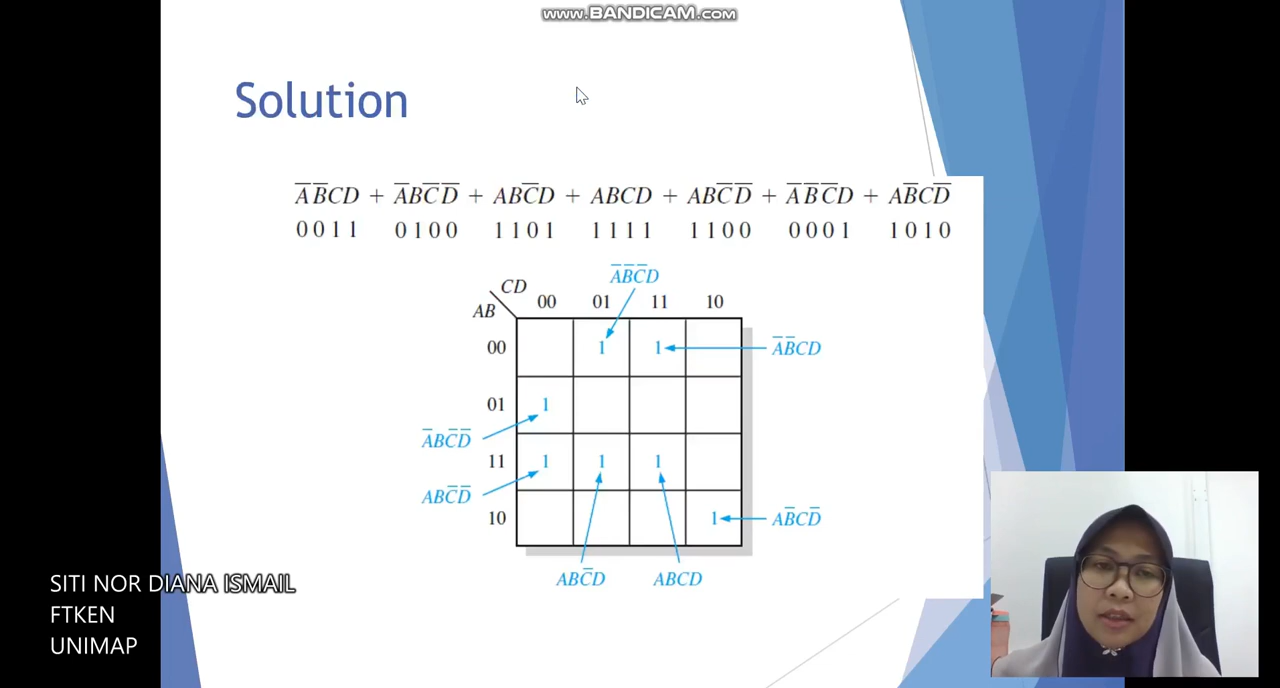 www.BANDICAM.com
Solution
A̅B̅CD + A̅BC̅D̅ + ABC̅D + ABCD + ABC̅D̅ + A̅B̅C̅D + AB̅CD̅
0 0 1 1 0 1 0 0 1 1 0 1 1 1 1 1 1 1 0 0 0 0 0 1 1 0 1 0
A̅B̅C̅D
CD
AB
00 01 11 10
00 1 1 A̅B̅CD
01 1
A̅BC̅D̅
11 1 1 1
ABC̅D̅
10 1 AB̅CD̅
ABC̅D ABCD
SITI NOR DIANA ISMAIL
FTKEN
UNIMAP